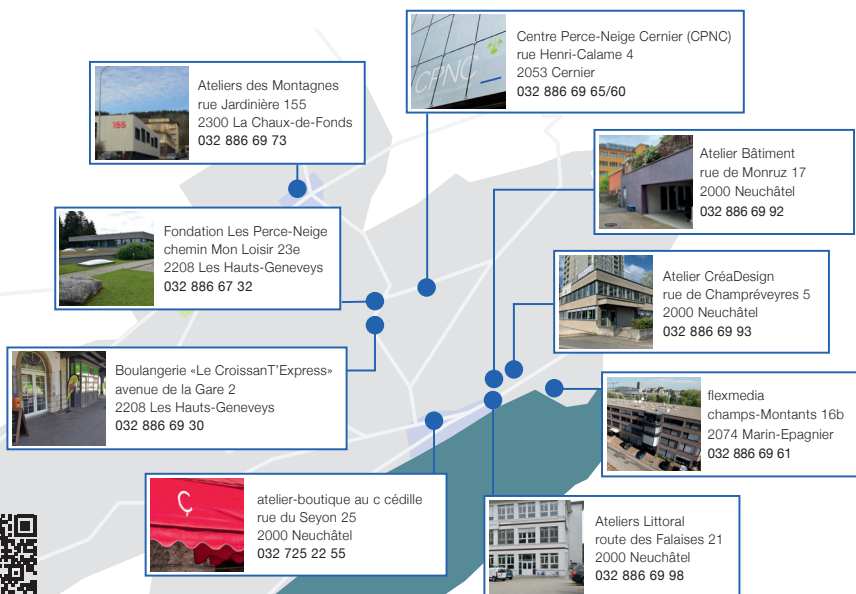 Centre Perce-Neige Cernier (CPNC)
rue Henri-Calame 4
2053 Cernier
032 886 69 65/60
CPNC
Ateliers des Montagnes
rue Jardinière 155
2300 La Chaux-de-Fonds
032 886 69 73
155
Atelier Bâtiment
rue de Monruz 17
2000 Neuchâtel
032 886 69 92
Fondation Les Perce-Neige
chemin Mon Loisir 23e
2208 Les Hauts-Geneveys
032 886 67 32
Atelier CréaDesign
rue de Champréveyres 5
2000 Neuchâtel
032 886 69 93
Boulangerie «Le CroissanT’Express»
avenue de la Gare 2
2208 Les Hauts-Geneveys
032 886 69 30
flexmedia
champs-Montants 16b
2074 Marin-Epagnier
032 886 69 61
atelier-boutique au c cédille
rue du Seyon 25
2000 Neuchâtel
032 725 22 55
Ç
Ateliers Littoral
route des Falaises 21
2000 Neuchâtel
032 886 69 98